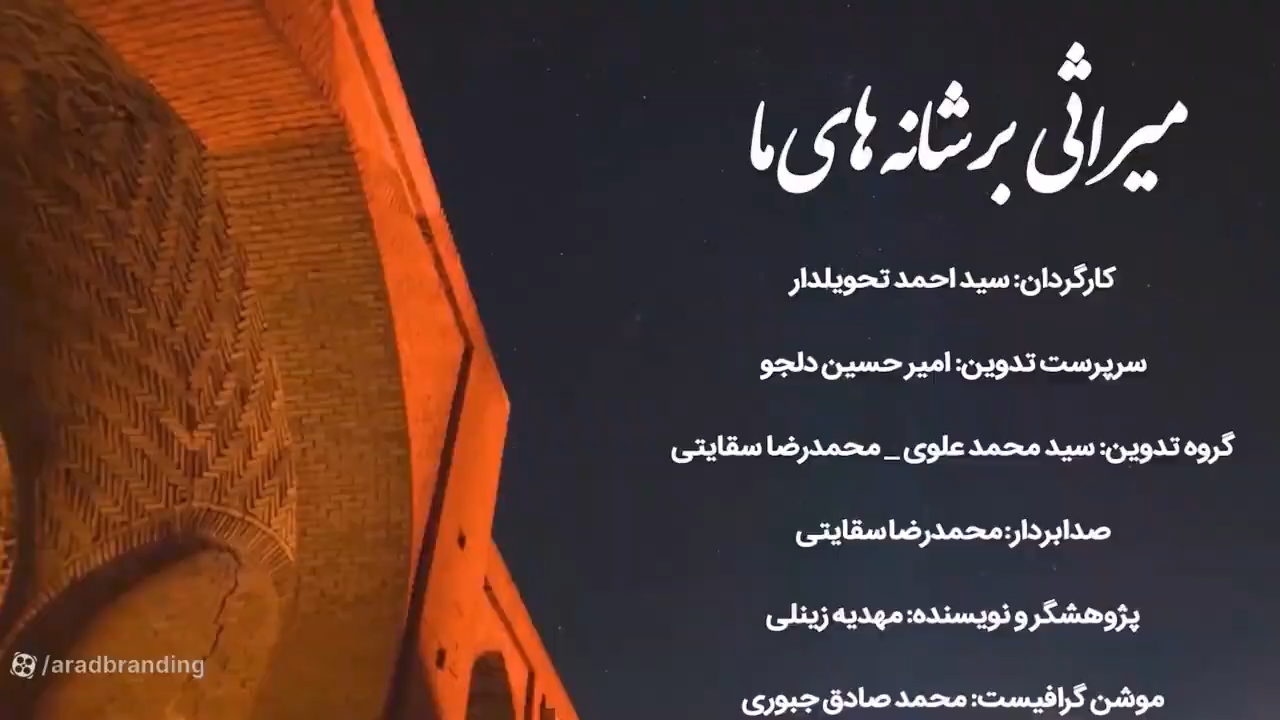 میراثی بر شانه های ما
کارگردان: سید احمد تحویلدار
سرپرست تدوین: امیر حسین دلجو
گروه تدوین: سید محمد علوی _ محمدرضا سقایتی
صدابردار: محمدرضا سقایتی
پژوهشگر و نویسنده: مهدیه زینلی
موشن گرافیست: محمد صادق جبوری
/aradbranding